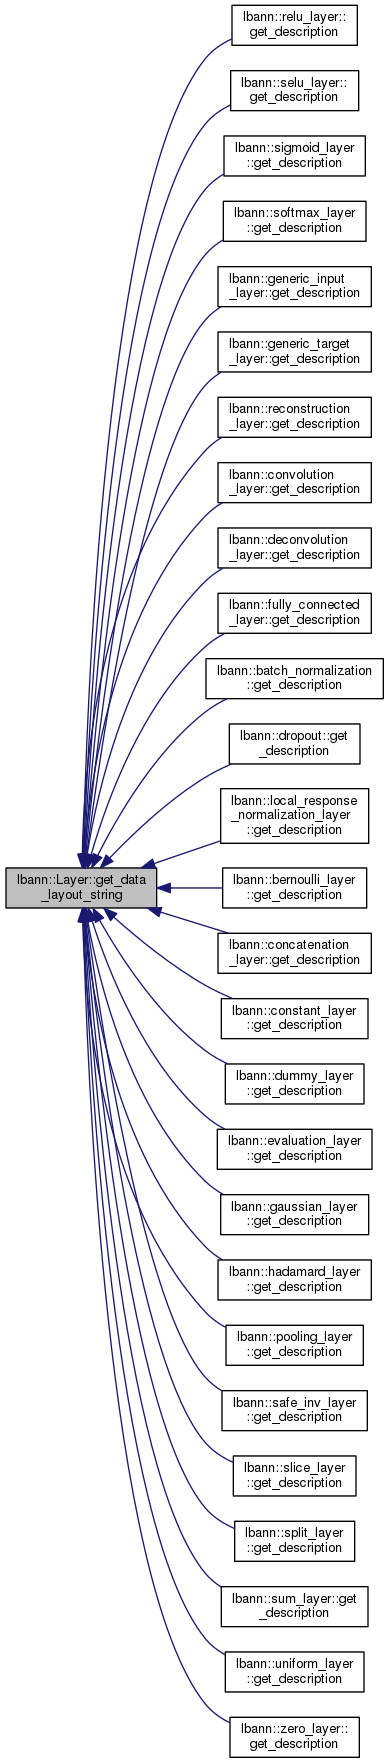 lbann::relu_layer::
get_description
lbann::selu_layer::
get_description
lbann::sigmoid_layer
::get_description
lbann::softmax_layer
::get_description
lbann::generic_input
_layer::get_description
lbann::generic_target
_layer::get_description
lbann::reconstruction
_layer::get_description
lbann::convolution
_layer::get_description
lbann::deconvolution
_layer::get_description
lbann::fully_connected
_layer::get_description
lbann::batch_normalization
::get_description
lbann::dropout::get
_description
lbann::local_response
_normalization_layer
::get_description
lbann::Layer::get_data
_layout_string
lbann::bernoulli_layer
::get_description
lbann::concatenation
_layer::get_description
lbann::constant_layer
::get_description
lbann::dummy_layer
::get_description
lbann::evaluation_layer
::get_description
lbann::gaussian_layer
::get_description
lbann::hadamard_layer
::get_description
lbann::pooling_layer
::get_description
lbann::safe_inv_layer
::get_description
lbann::slice_layer
::get_description
lbann::split_layer
::get_description
lbann::sum_layer::get
_description
lbann::uniform_layer
::get_description
lbann::zero_layer::
get_description